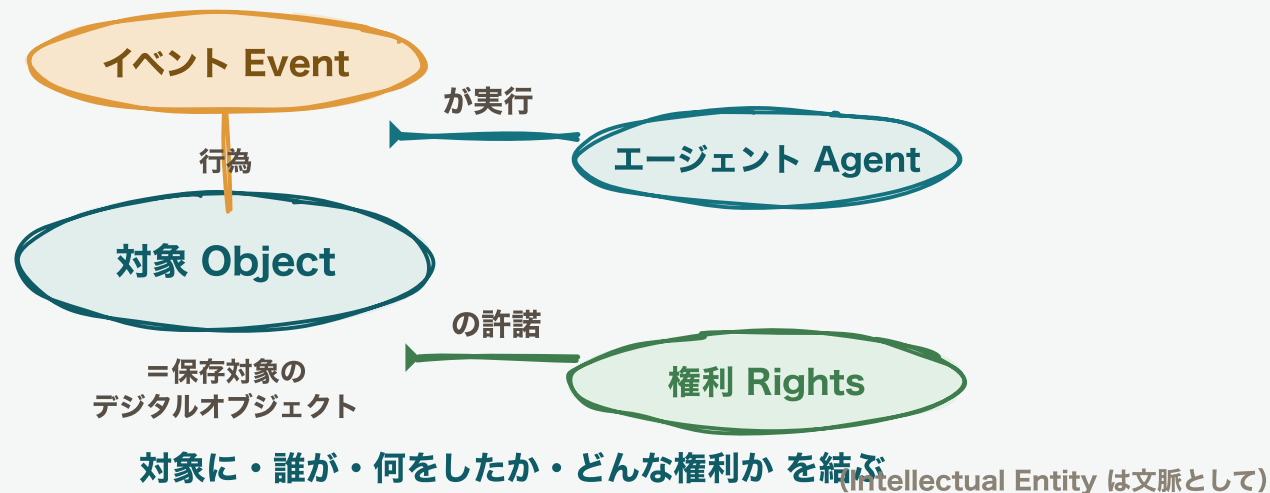 イベント Event
が実行
行為
エージェント Agent
対象 Object
の許諾
＝保存対象の
デジタルオブジェクト
権利 Rights
対象に・誰が・何をしたか・どんな権利か を結ぶ
(Intellectual Entity は文脈として)